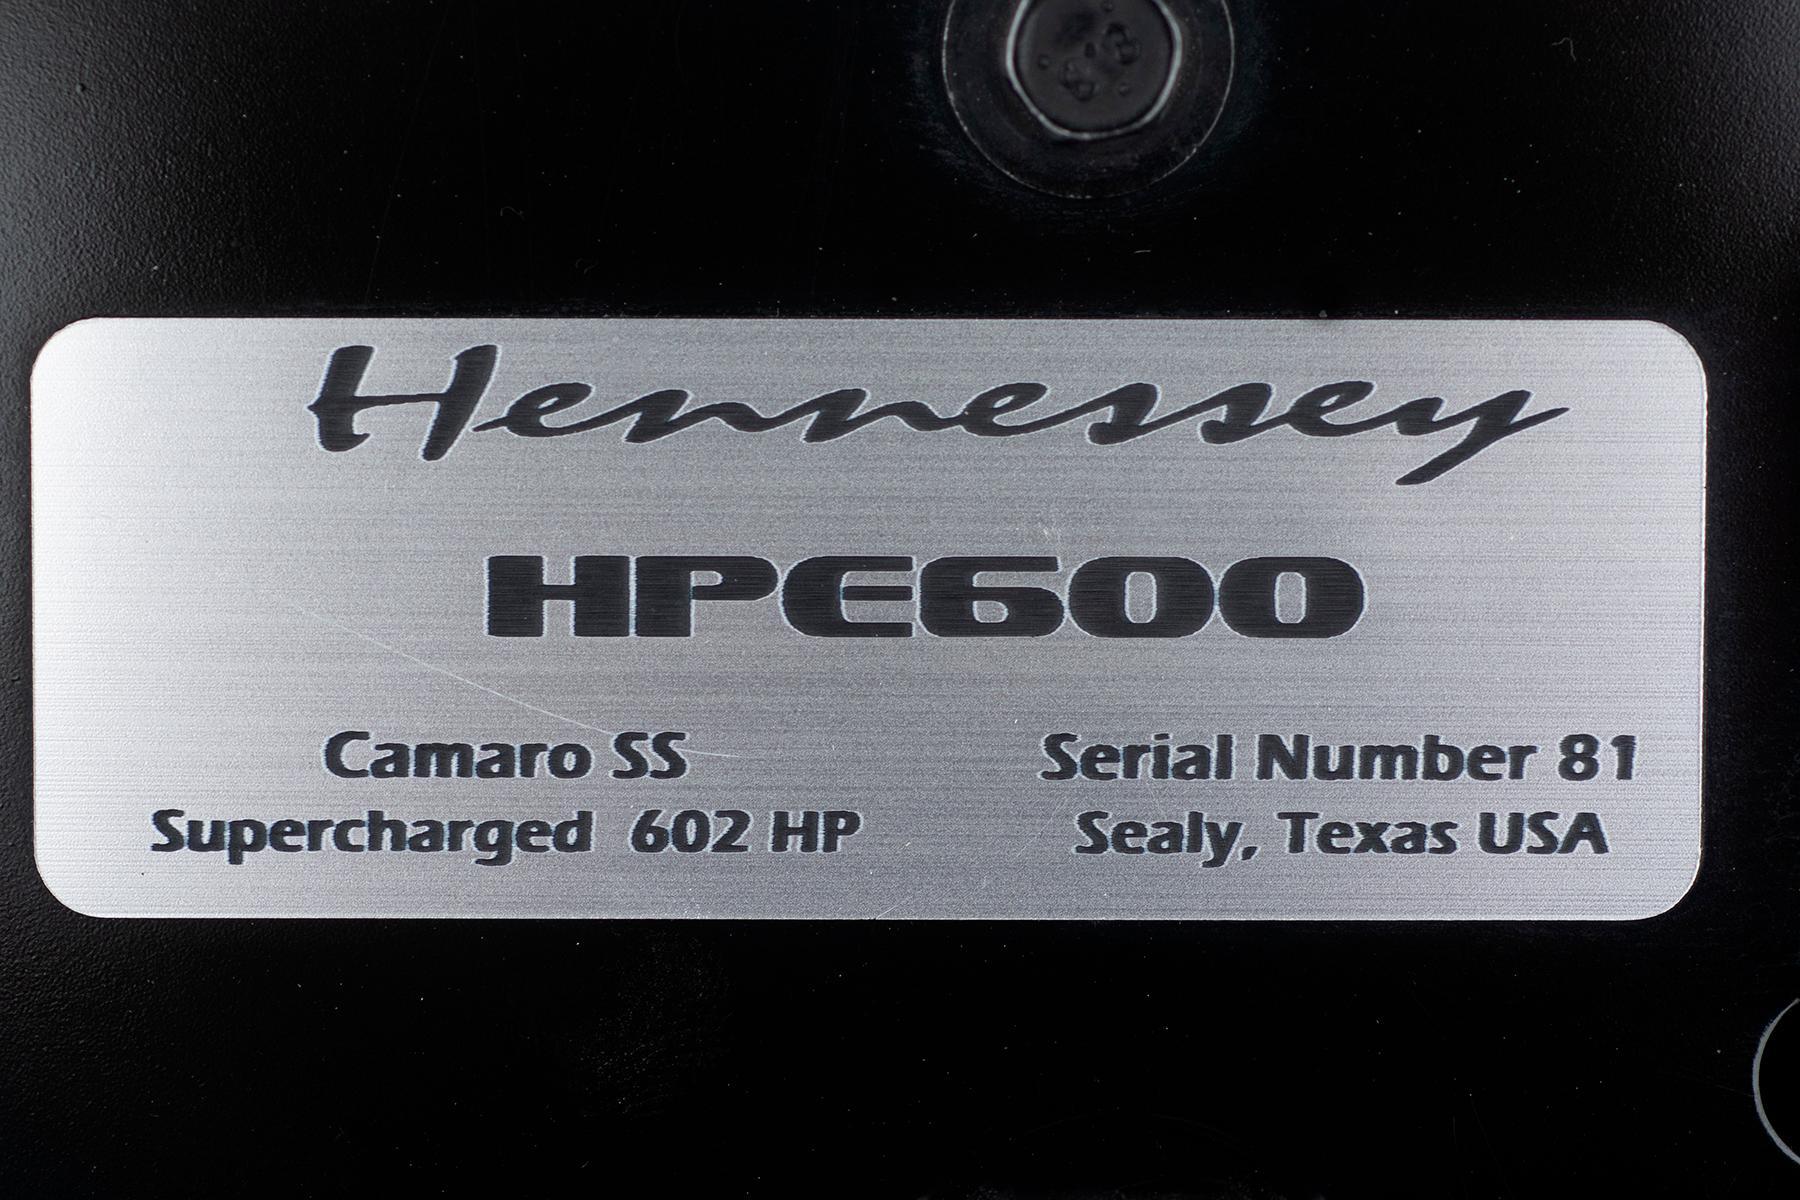 Hennessey
HPE600
Camaro SS
Supercharged 602 HP
Serial Number 81
Sealy, Texas USA